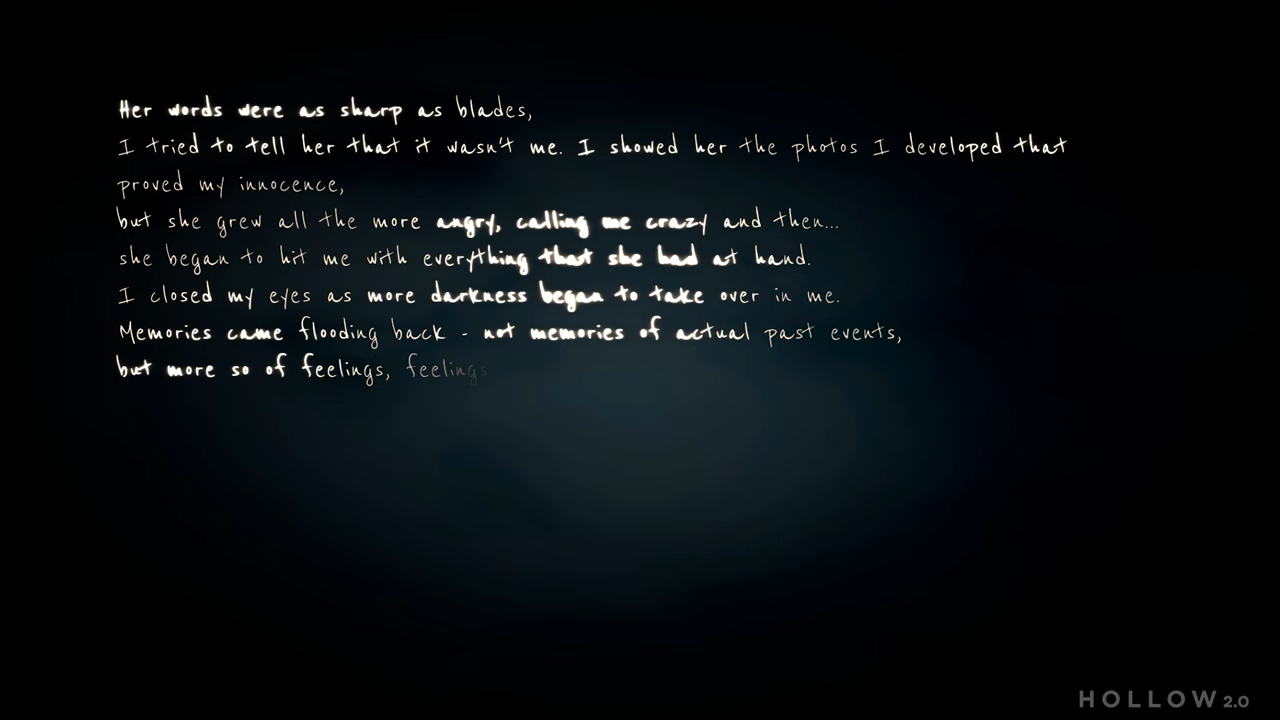 Her words were as sharp as blades,
I tried to tell her that it wasn't me. I showed her the photos I developed that
proved my innocence,
but she grew all the more angry, calling me crazy and then...
she began to hit me with everything that she had at hand.
I closed my eyes as more darkness began to take over in me.
Memories came flooding back - not memories of actual past events,
but more so of feelings, feelings
HOLLOW 2.0